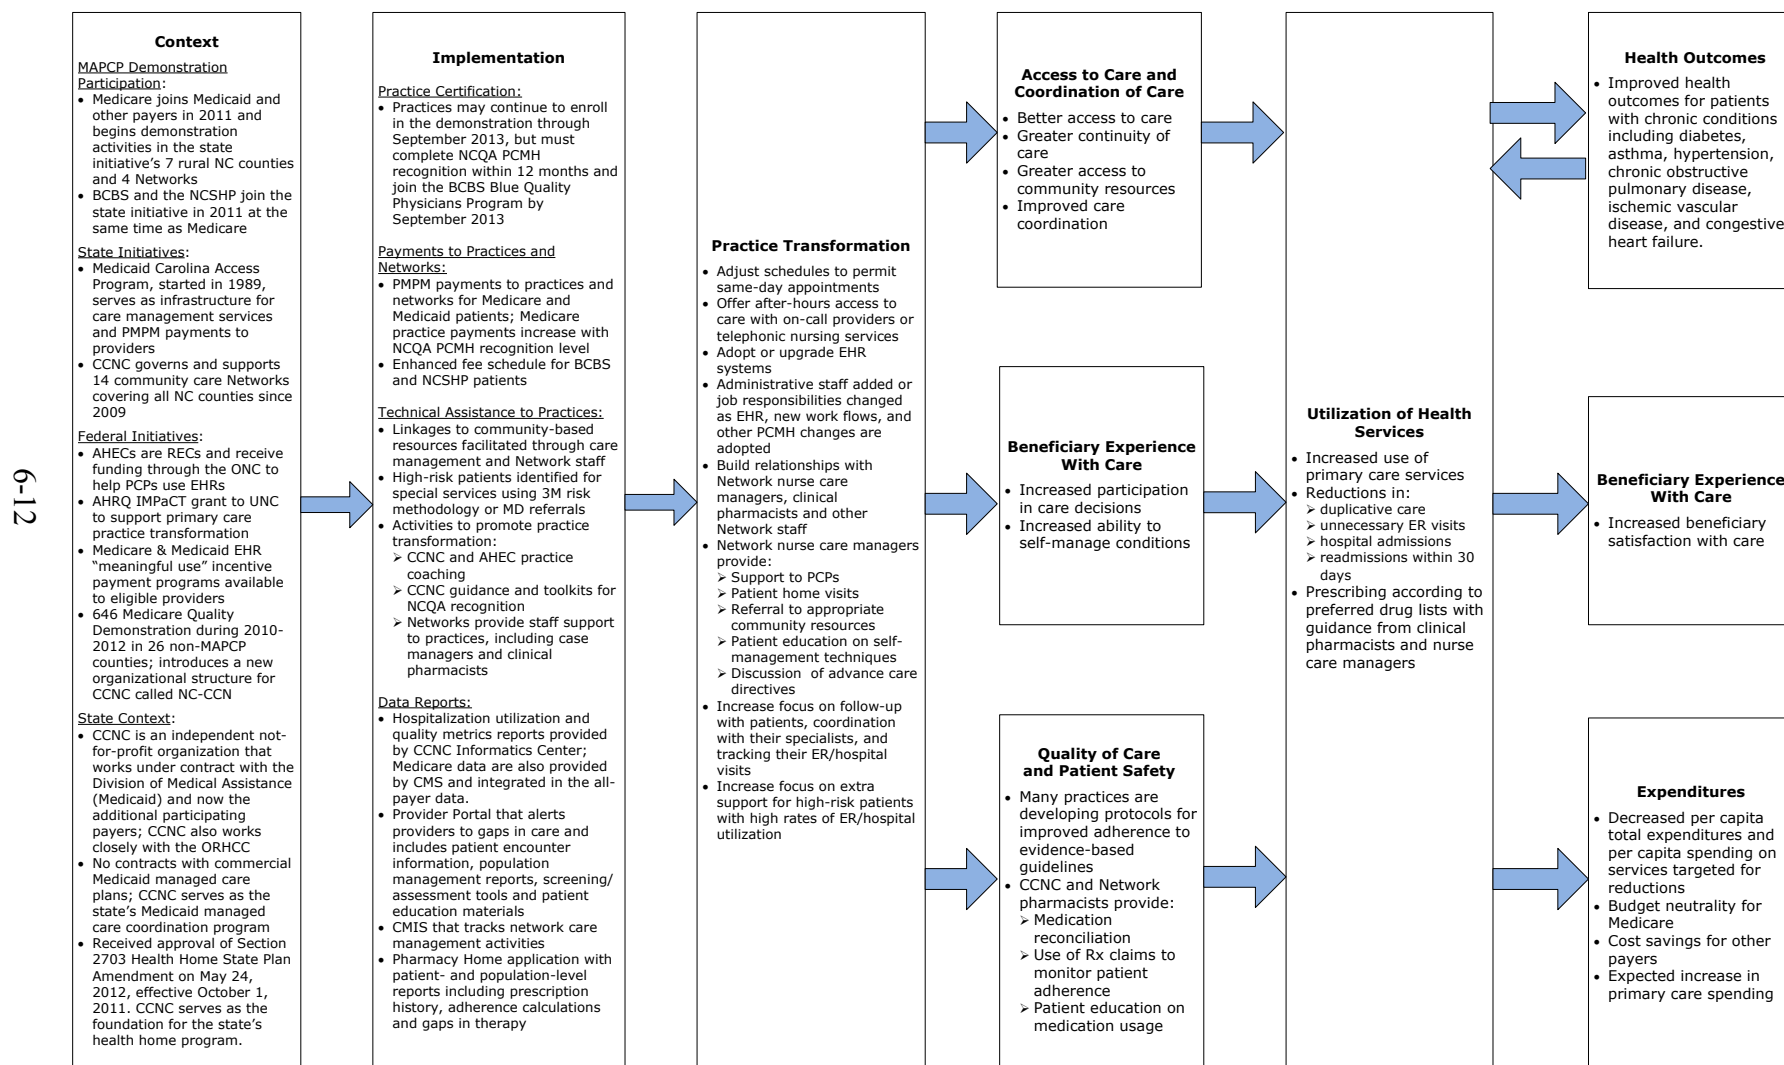 6-12
Context
MAPCP Demonstration
Participation:
• Medicare joins Medicaid and
other payers in 2011 and
begins demonstration
activities in the state
initiative’s 7 rural NC counties
and 4 Networks
• BCBS and the NCSHP join the
state initiative in 2011 at the
same time as Medicare
State Initiatives:
• Medicaid Carolina Access
Program, started in 1989,
serves as infrastructure for
care management services
and PMPM payments to
providers
• CCNC governs and supports
14 community care Networks
covering all NC counties since
2009
Federal Initiatives:
• AHECs are RECs and receive
funding through the ONC to
help PCPs use EHRs
• AHRQ IMPaCT grant to UNC
to support primary care
practice transformation
• Medicare & Medicaid EHR
“meaningful use” incentive
payment programs available
to eligible providers
• 646 Medicare Quality
Demonstration during 2010-
2012 in 26 non-MAPCP
counties; introduces a new
organizational structure for
CCNC called NC-CCN
State Context:
• CCNC is an independent not-
for-profit organization that
works under contract with the
Division of Medical Assistance
(Medicaid) and now the
additional participating
payers; CCNC also works
closely with the ORHCC
• No contracts with commercial
Medicaid managed care
plans; CCNC serves as the
state’s Medicaid managed
care coordination program
• Received approval of Section
2703 Health Home State Plan
Amendment on May 24,
2012, effective October 1,
2011. CCNC serves as the
foundation for the state’s
health home program.
Implementation
Practice Certification:
• Practices may continue to enroll
in the demonstration through
September 2013, but must
complete NCQA PCMH
recognition within 12 months and
join the BCBS Blue Quality
Physicians Program by
September 2013
Payments to Practices and
Networks:
• PMPM payments to practices and
networks for Medicare and
Medicaid patients; Medicare
practice payments increase with
NCQA PCMH recognition level
• Enhanced fee schedule for BCBS
and NCSHP patients
Technical Assistance to Practices:
• Linkages to community-based
resources facilitated through care
management and Network staff
• High-risk patients identified for
special services using 3M risk
methodology or MD referrals
• Activities to promote practice
transformation:
➢ CCNC and AHEC practice
coaching
➢ CCNC guidance and toolkits for
NCQA recognition
➢ Networks provide staff support
to practices, including case
managers and clinical
pharmacists
Data Reports:
• Hospitalization utilization and
quality metrics reports provided
by CCNC Informatics Center;
Medicare data are also provided
by CMS and integrated in the all-
payer data.
• Provider Portal that alerts
providers to gaps in care and
includes patient encounter
information, population
management reports, screening/
assessment tools and patient
education materials
• CMIS that tracks network care
management activities
• Pharmacy Home application with
patient- and population-level
reports including prescription
history, adherence calculations
and gaps in therapy
Practice Transformation
• Adjust schedules to permit
same-day appointments
• Offer after-hours access to
care with on-call providers or
telephonic nursing services
• Adopt or upgrade EHR
systems
• Administrative staff added or
job responsibilities changed
as EHR, new work flows, and
other PCMH changes are
adopted
• Build relationships with
Network nurse care
managers, clinical
pharmacists and other
Network staff
• Network nurse care managers
provide:
➢ Support to PCPs
➢ Patient home visits
➢ Referral to appropriate
community resources
➢ Patient education on self-
management techniques
➢ Discussion of advance care
directives
• Increase focus on follow-up
with patients, coordination
with their specialists, and
tracking their ER/hospital
visits
• Increase focus on extra
support for high-risk patients
with high rates of ER/hospital
utilization
Access to Care and
Coordination of Care
• Better access to care
• Greater continuity of
care
• Greater access to
community resources
• Improved care
coordination
Beneficiary Experience
With Care
• Increased participation
in care decisions
• Increased ability to
self-manage conditions
Quality of Care
and Patient Safety
• Many practices are
developing protocols for
improved adherence to
evidence-based
guidelines
• CCNC and Network
pharmacists provide:
➢ Medication
reconciliation
➢ Use of Rx claims to
monitor patient
adherence
➢ Patient education on
medication usage
Utilization of Health
Services
• Increased use of
primary care services
• Reductions in:
➢ duplicative care
➢ unnecessary ER visits
➢ hospital admissions
➢ readmissions within 30
days
• Prescribing according to
preferred drug lists with
guidance from clinical
pharmacists and nurse
care managers
Health Outcomes
• Improved health
outcomes for patients
with chronic conditions
including diabetes,
asthma, hypertension,
chronic obstructive
pulmonary disease,
ischemic vascular
disease, and congestive
heart failure.
Beneficiary Experience
With Care
• Increased beneficiary
satisfaction with care
Expenditures
• Decreased per capita
total expenditures and
per capita spending on
services targeted for
reductions
• Budget neutrality for
Medicare
• Cost savings for other
payers
• Expected increase in
primary care spending